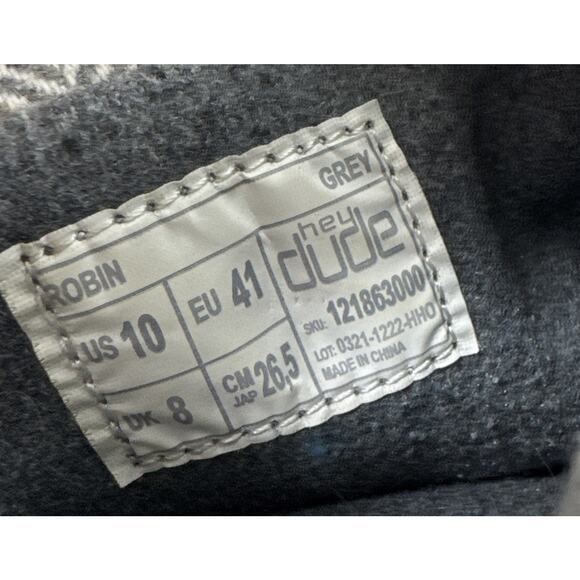 ROBIN GREY
US 10
EU 41
UK 8
CM JAP 26,5
hey dude
SKU: 121863000
LOT: 0321-1222-HHO
MADE IN CHINA